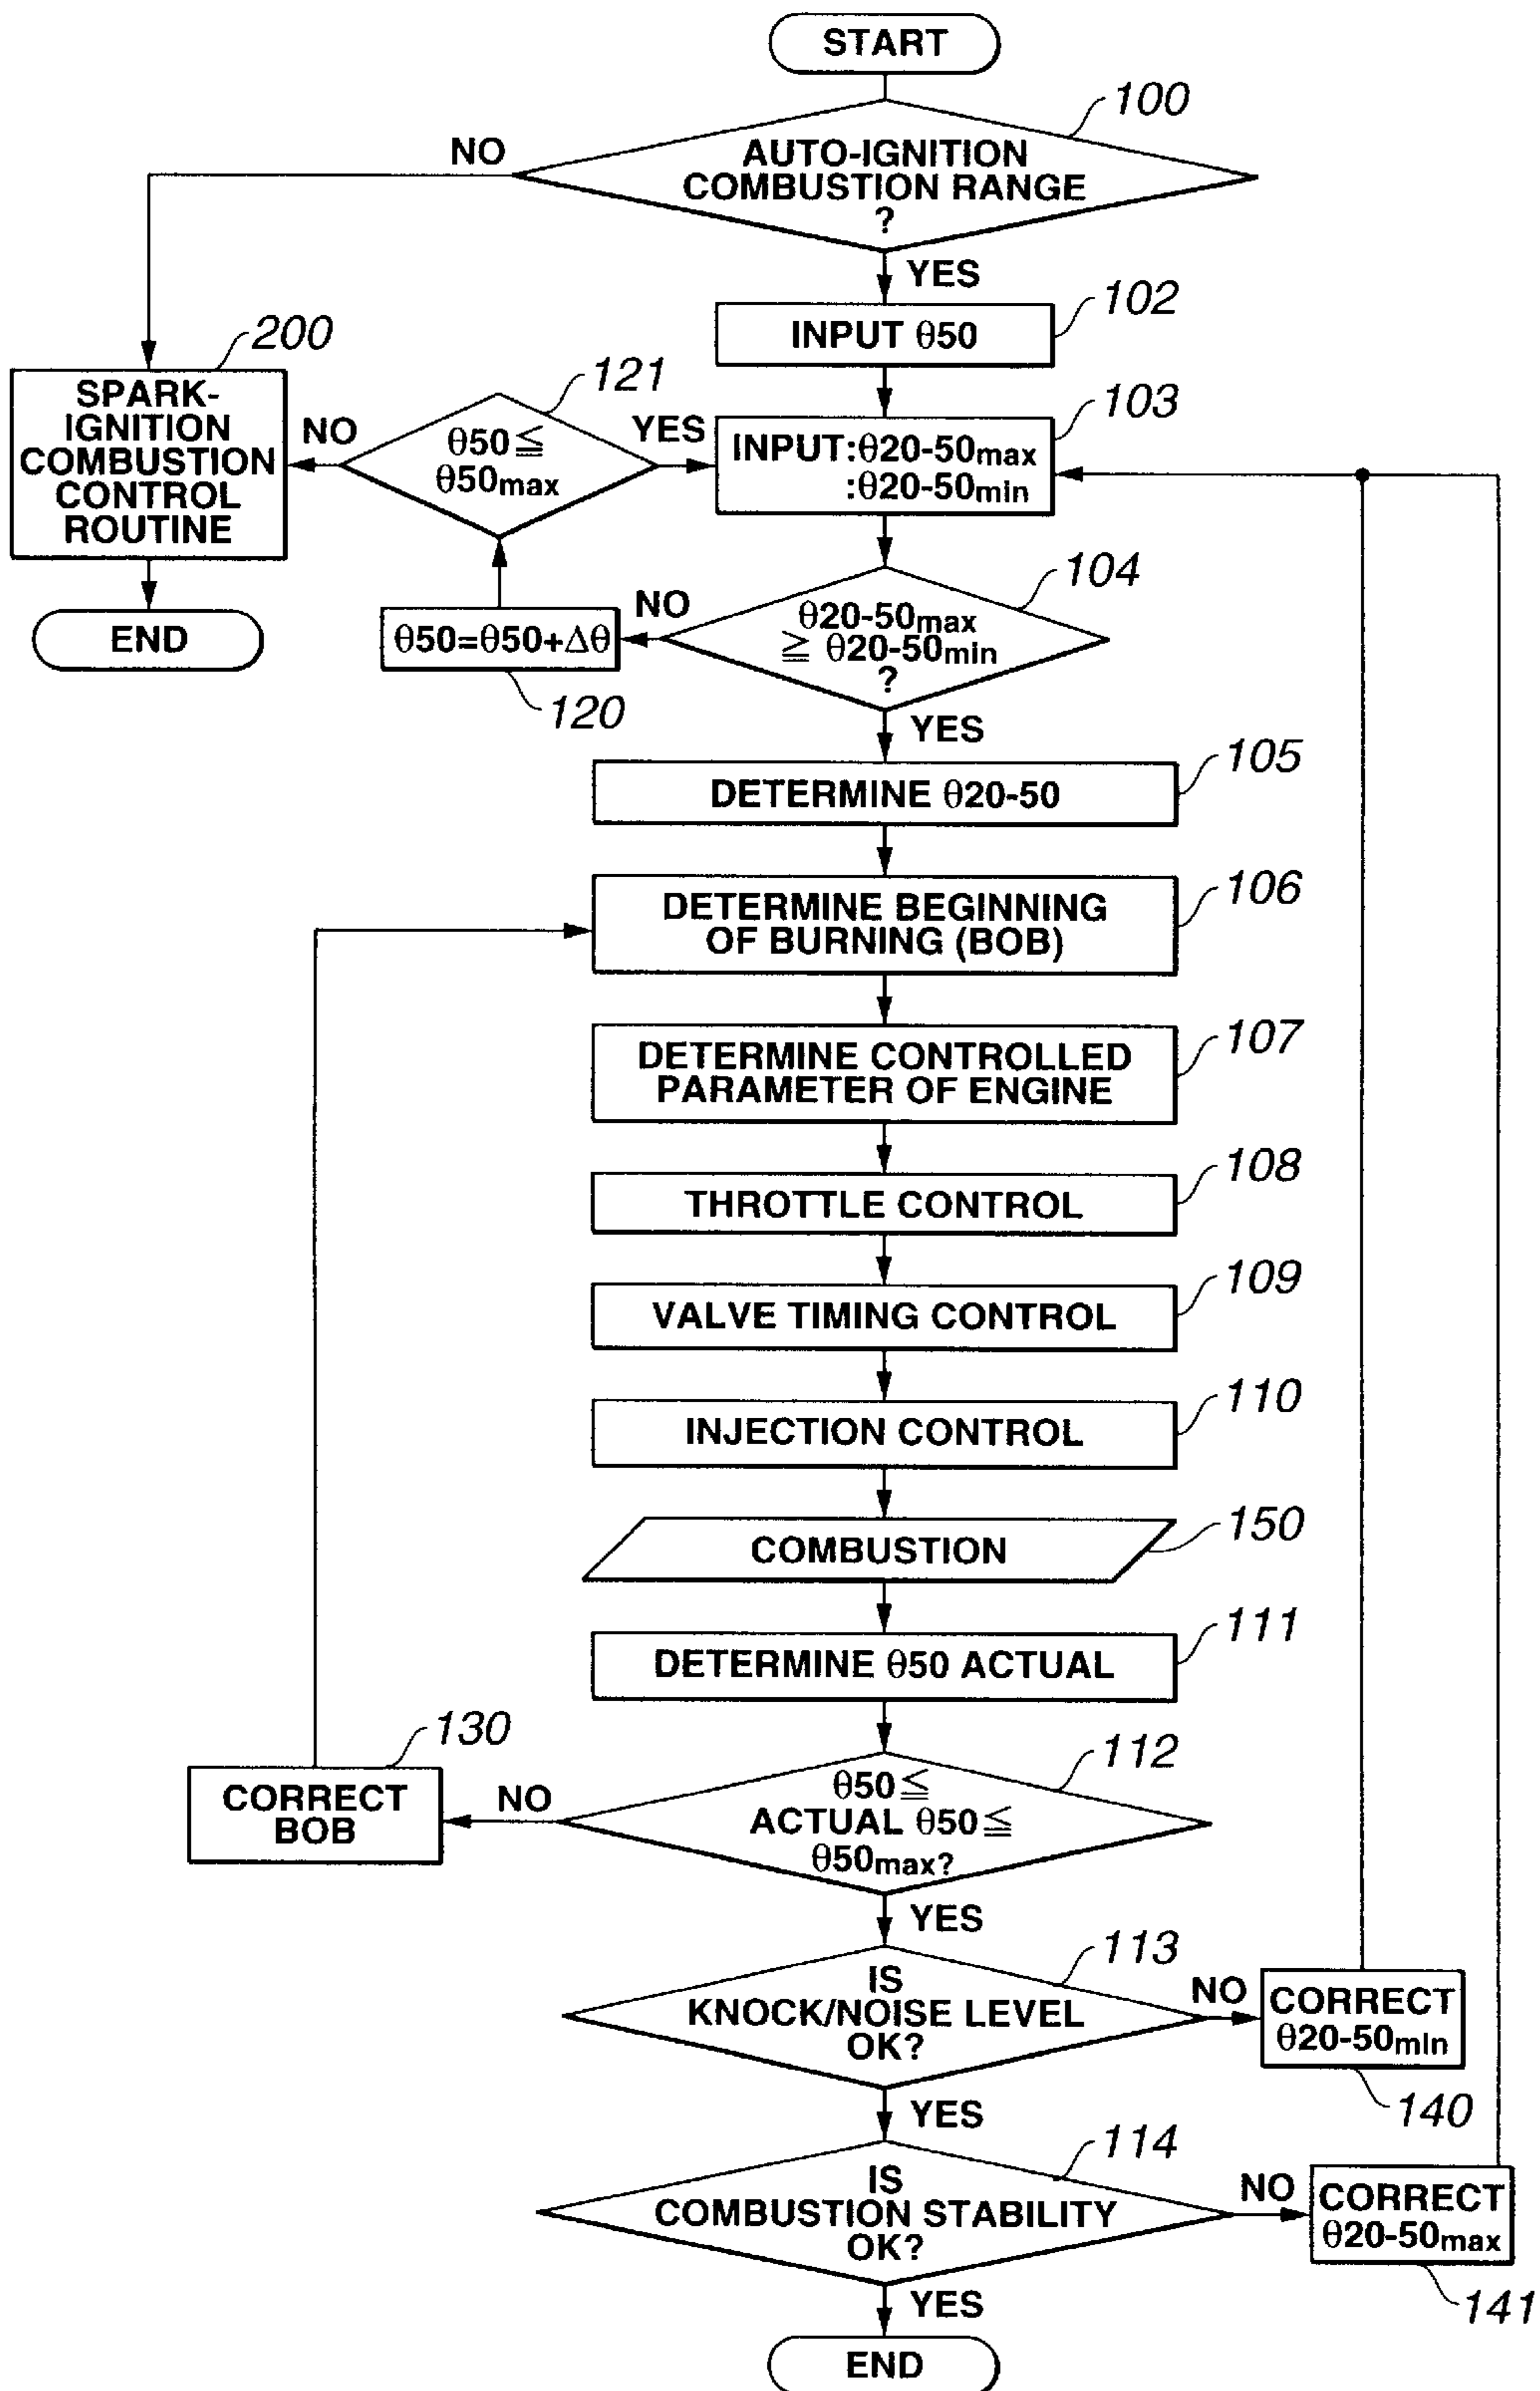 START
100
AUTO-IGNITION
COMBUSTION RANGE
?
NO
YES
102
INPUT θ50
200
SPARK-
IGNITION
COMBUSTION
CONTROL
ROUTINE
NO
121
θ50≦
θ50max
YES
103
INPUT:θ20-50max
:θ20-50min
END
120
θ50=θ50+Δθ
NO
104
θ20-50max
≧ θ20-50min
?
YES
105
DETERMINE θ20-50
106
DETERMINE BEGINNING
OF BURNING (BOB)
107
DETERMINE CONTROLLED
PARAMETER OF ENGINE
108
THROTTLE CONTROL
109
VALVE TIMING CONTROL
110
INJECTION CONTROL
150
COMBUSTION
111
DETERMINE θ50 ACTUAL
130
CORRECT
BOB
NO
112
θ50≦
ACTUAL θ50≦
θ50max?
YES
113
IS
KNOCK/NOISE LEVEL
OK?
NO
CORRECT
θ20-50min
140
YES
114
IS
COMBUSTION STABILITY
OK?
NO
CORRECT
θ20-50max
141
YES
END